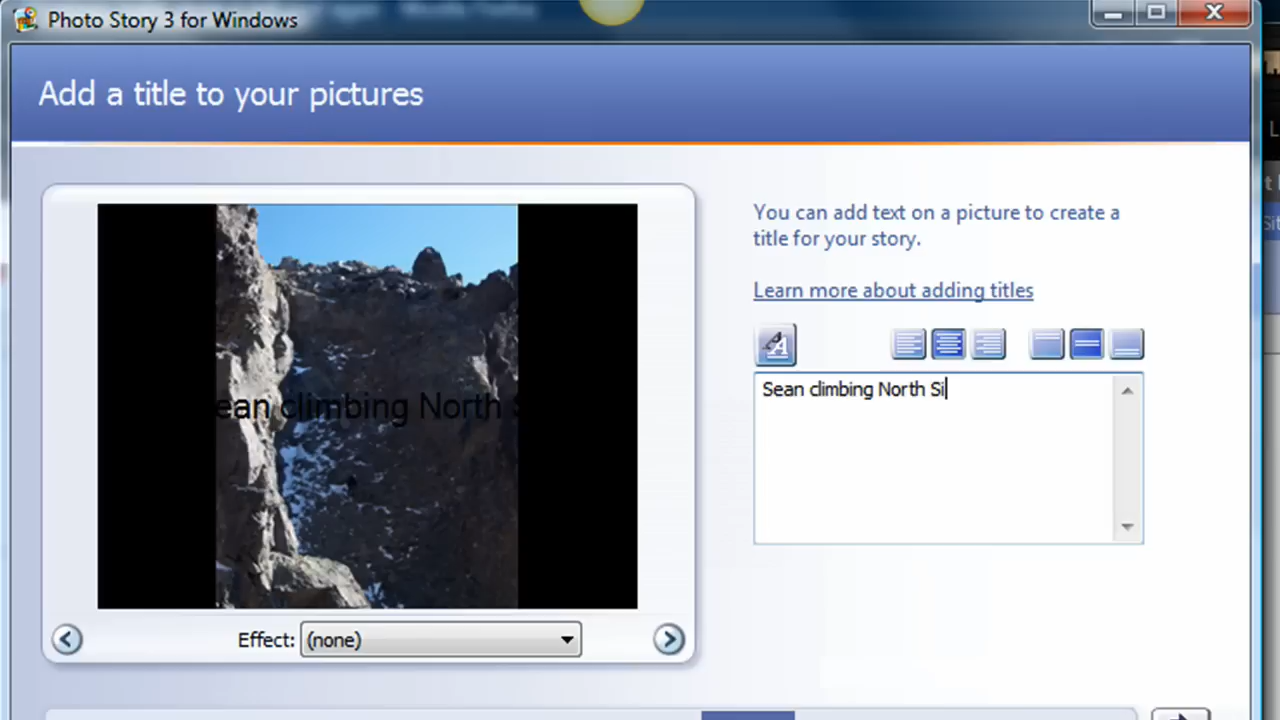 Photo Story 3 for Windows
Add a title to your pictures
You can add text on a picture to create a
title for your story.
Learn more about adding titles
A
Sean climbing North Si
ean climbing North
Effect: (none)